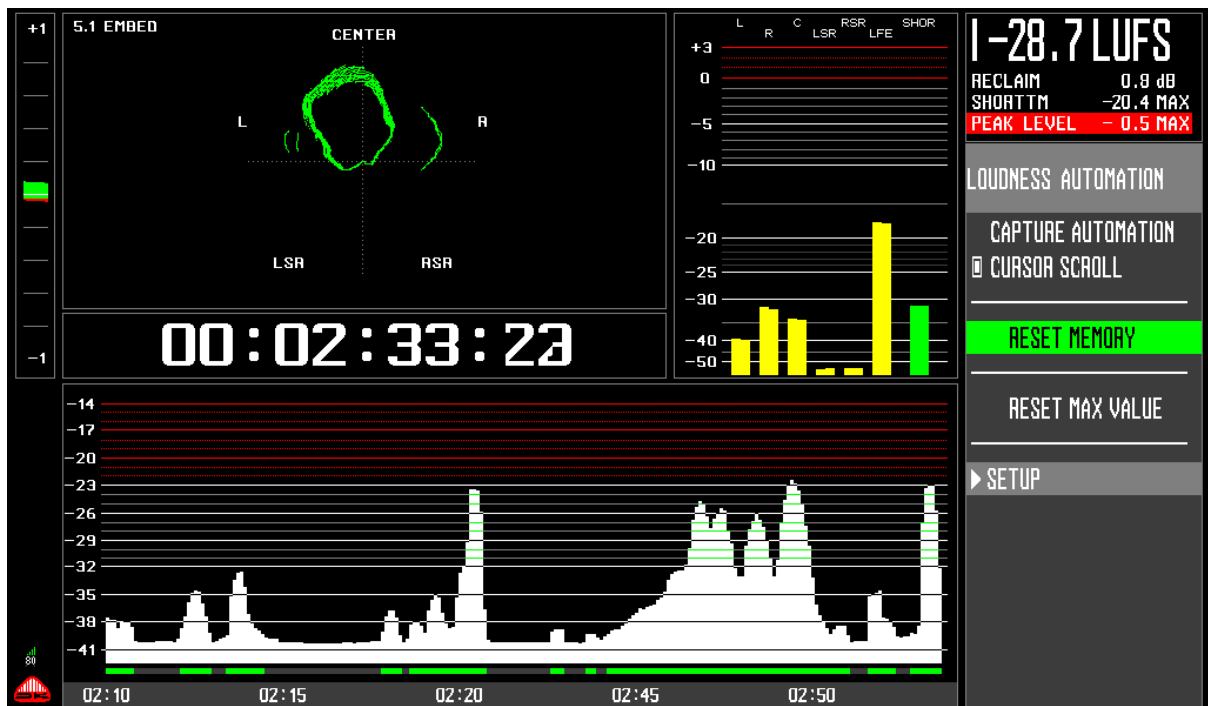 +1
5.1 EMBED
CENTER
L
R
LSR
RSR
-1
00:02:33:23
L R C LSR RSR LFE SHOR
+3
0
-5
-10
-20
-25
-30
-40
-50
I -28.7 LUFS
RECLAIM 0.8 dB
SHORTTM -20.4 MAX
PEAK LEVEL - 0.5 MAX
LOUDNESS AUTOMATION
CAPTURE AUTOMATION
CURSOR SCROLL
RESET MEMORY
RESET MAX VALUE
SETUP
-14
-17
-20
-23
-26
-29
-32
-35
-38
-41
80
02:10 02:15 02:20 02:45 02:50